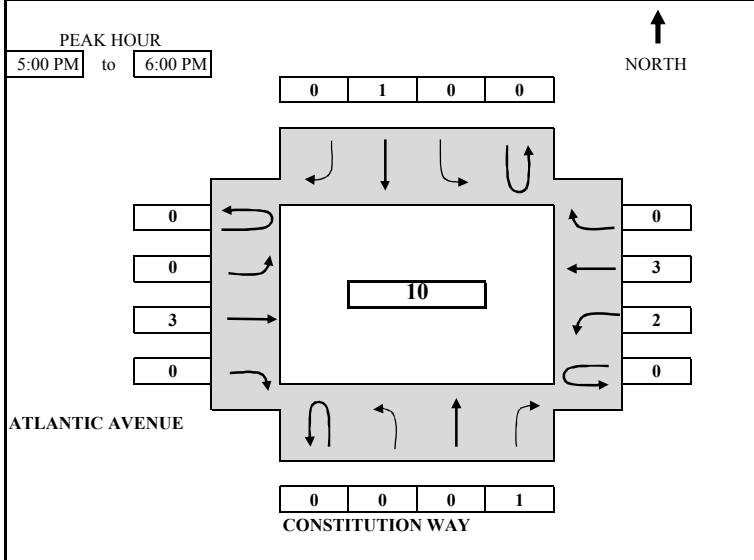 PEAK HOUR
5:00 PM to 6:00 PM
NORTH
0 1 0 0
0 0
0 3
10
3 2
0 0
ATLANTIC AVENUE
0 0 0 1
CONSTITUTION WAY